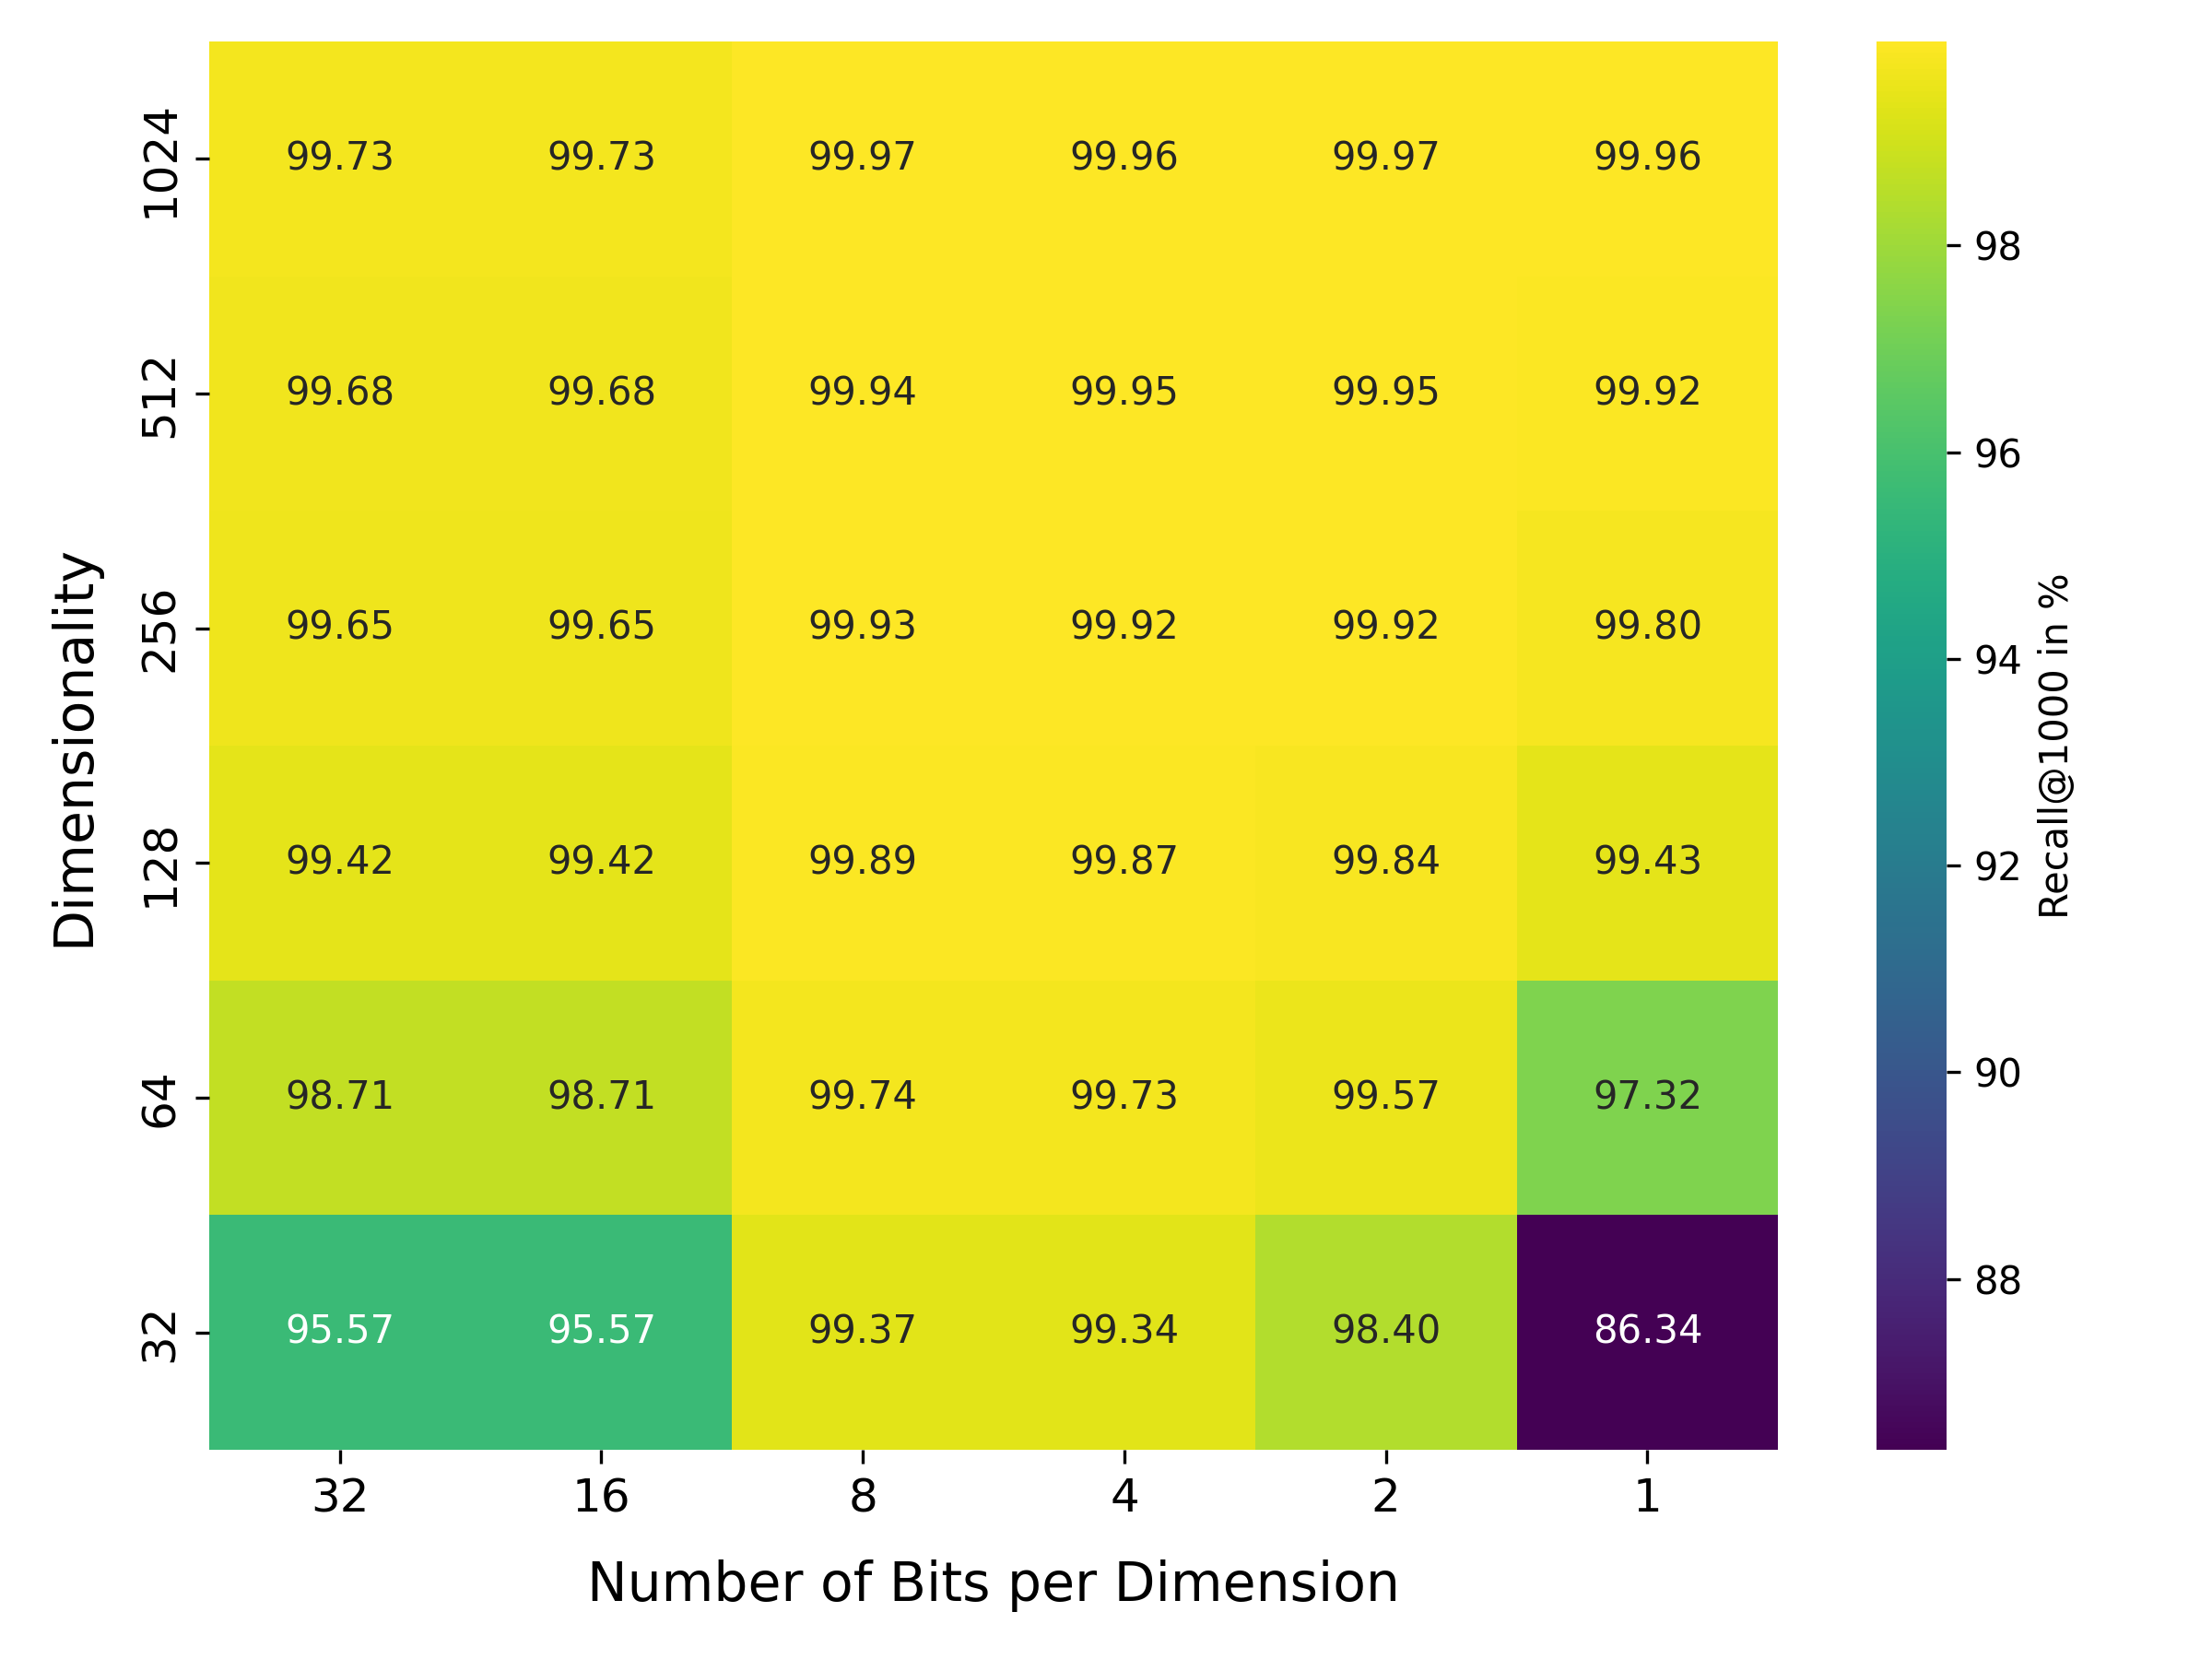 1024 99.73 99.73 99.97 99.96 99.97 99.96
512 99.68 99.68 99.94 99.95 99.95 99.92
256 99.65 99.65 99.93 99.92 99.92 99.80
128 99.42 99.42 99.89 99.87 99.84 99.43
64 98.71 98.71 99.74 99.73 99.57 97.32
32 95.57 95.57 99.37 99.34 98.40 86.34
32 16 8 4 2 1
Number of Bits per Dimension
Dimensionality
98
96
94
92
90
88
Recall@1000 in %